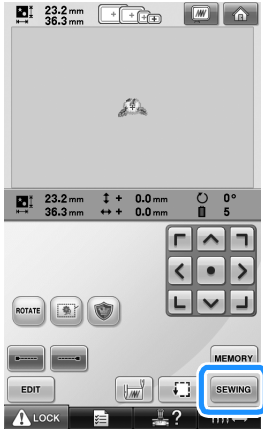 23.2 mm
36.3 mm
23.2 mm + 0.0 mm 0°
36.3 mm + 0.0 mm 5
ROTATE
MEMORY
EDIT
SEWING
LOCK ?